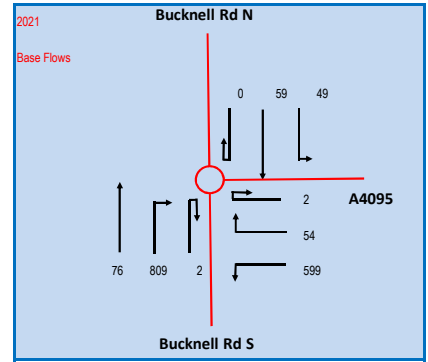 2021
Bucknell Rd N
Base Flows
0 59 49
2
A4095
54
76 809 2 599
Bucknell Rd S